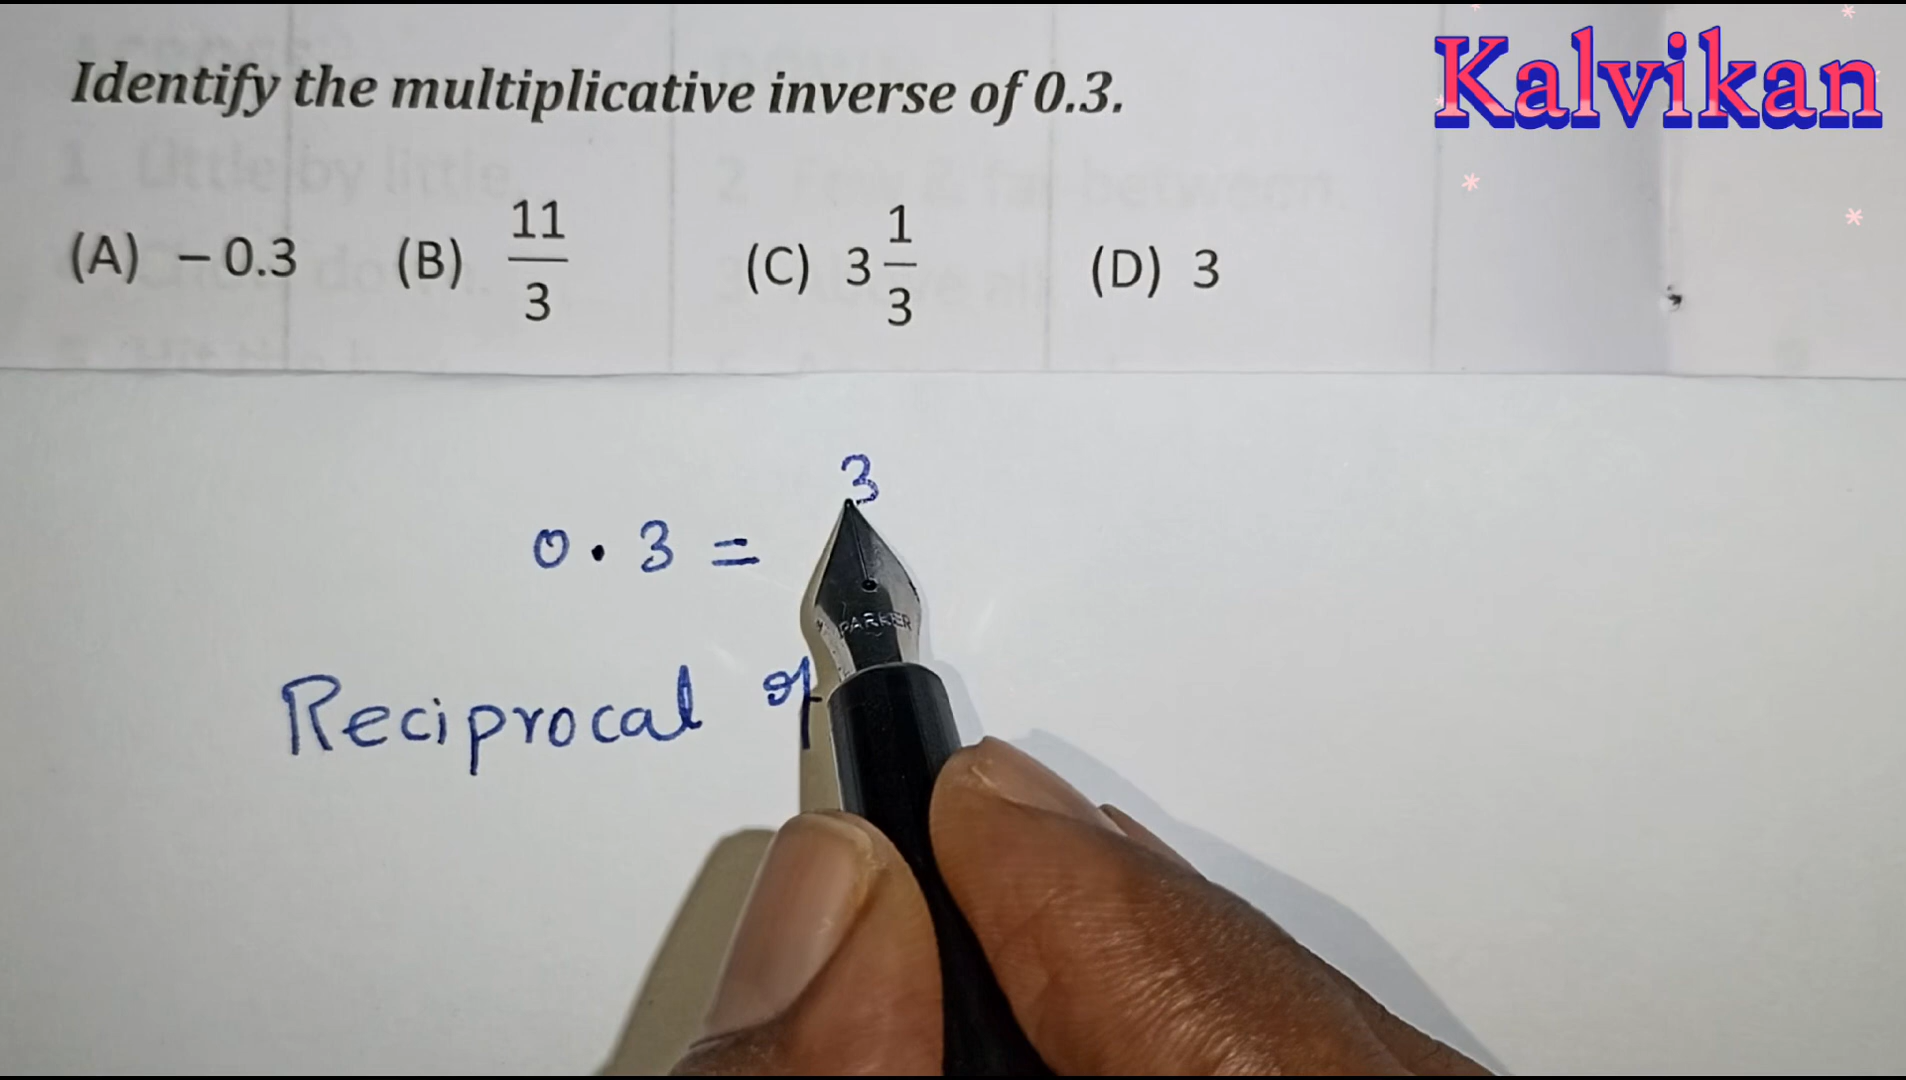 Kalvikan
Identify the multiplicative inverse of 0.3.
(A) – 0.3 (B) 11/3 (C) 3 1/3 (D) 3
0.3 = 3
Reciprocal of
PARKER